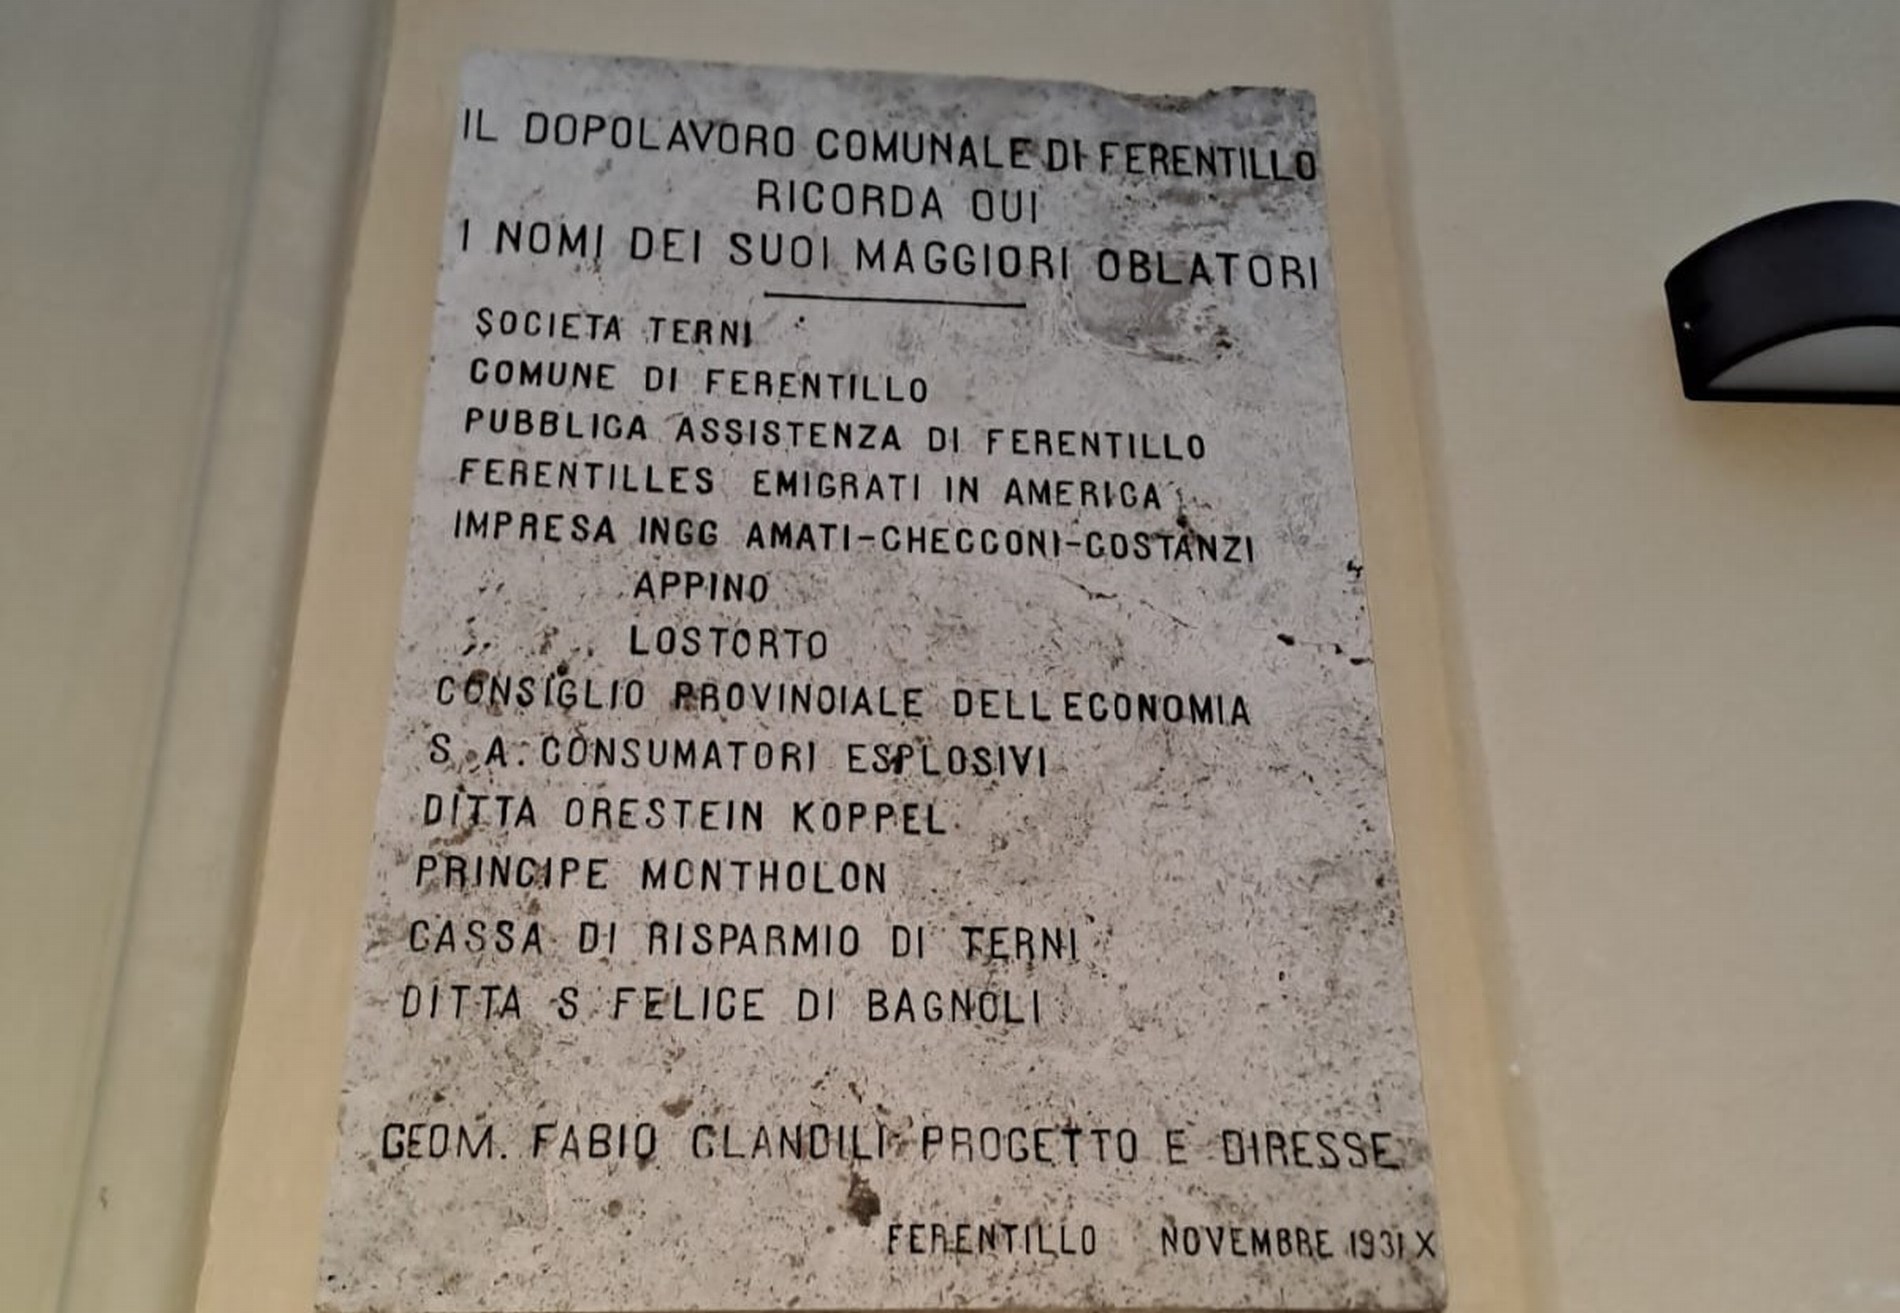 IL DOPOLAVORO COMUNALE DI FERENTILLO
RICORDA QUI
I NOMI DEI SUOI MAGGIORI OBLATORI
SOCIETA TERNI
COMUNE DI FERENTILLO
PUBBLICA ASSISTENZA DI FERENTILLO
FERENTILLES EMIGRATI IN AMERICA
IMPRESA INGG AMATI-CHECCONI-COSTANZI
" APPINO
" LOSTORTO
CONSIGLIO PROVINCIALE DELL ECONOMIA
S. A. CONSUMATORI ESPLOSIVI
DITTA ORESTEIN KOPPEL
PRINCIPE MONTHOLON
CASSA DI RISPARMIO DI TERNI
DITTA S FELICE DI BAGNOLI
GEOM. FABIO PROGETTO E DIRESSE
FERENTILLO NOVEMBRE 1931 X